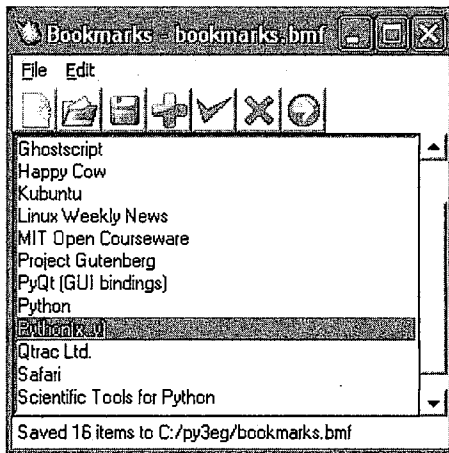 Bookmarks - bookmarks.bmf
File Edit
Ghostscript
Happy Cow
Kubuntu
Linux Weekly News
MIT Open Courseware
Project Gutenberg
PyQt (GUI bindings)
Python
Python(x,y)
Qtrac Ltd.
Safari
Scientific Tools for Python
Saved 16 items to C:/py3eg/bookmarks.bmf